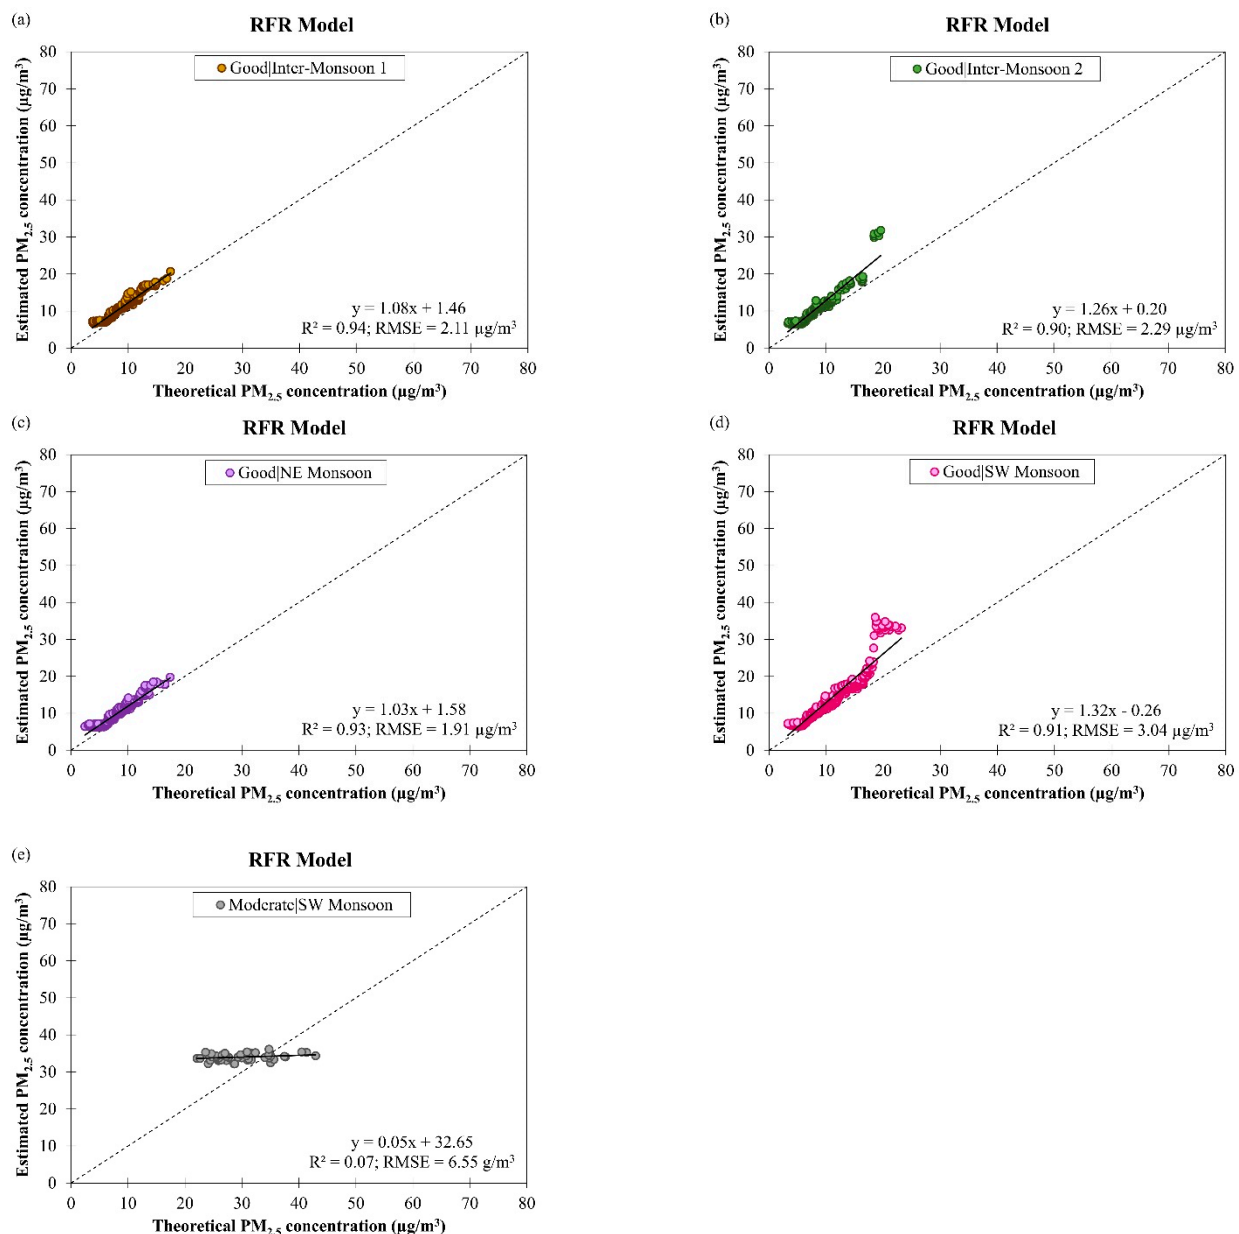 (a)
RFR Model
Good|Inter-Monsoon 1
Estimated PM2.5 concentration (µg/m³)
80
70
60
50
40
30
20
10
0
y = 1.08x + 1.46
R² = 0.94; RMSE = 2.11 µg/m³
0 10 20 30 40 50 60 70 80
Theoretical PM2.5 concentration (µg/m³)
(b)
RFR Model
Good|Inter-Monsoon 2
Estimated PM2.5 concentration (µg/m³)
80
70
60
50
40
30
20
10
0
y = 1.26x + 0.20
R² = 0.90; RMSE = 2.29 µg/m³
0 10 20 30 40 50 60 70 80
Theoretical PM2.5 concentration (µg/m³)
(c)
RFR Model
Good|NE Monsoon
Estimated PM2.5 concentration (µg/m³)
80
70
60
50
40
30
20
10
0
y = 1.03x + 1.58
R² = 0.93; RMSE = 1.91 µg/m³
0 10 20 30 40 50 60 70 80
Theoretical PM2.5 concentration (µg/m³)
(d)
RFR Model
Good|SW Monsoon
Estimated PM2.5 concentration (µg/m³)
80
70
60
50
40
30
20
10
0
y = 1.32x - 0.26
R² = 0.91; RMSE = 3.04 µg/m³
0 10 20 30 40 50 60 70 80
Theoretical PM2.5 concentration (µg/m³)
(e)
RFR Model
Moderate|SW Monsoon
Estimated PM2.5 concentration (µg/m³)
80
70
60
50
40
30
20
10
0
y = 0.05x + 32.65
R² = 0.07; RMSE = 6.55 g/m³
0 10 20 30 40 50 60 70 80
Theoretical PM2.5 concentration (µg/m³)